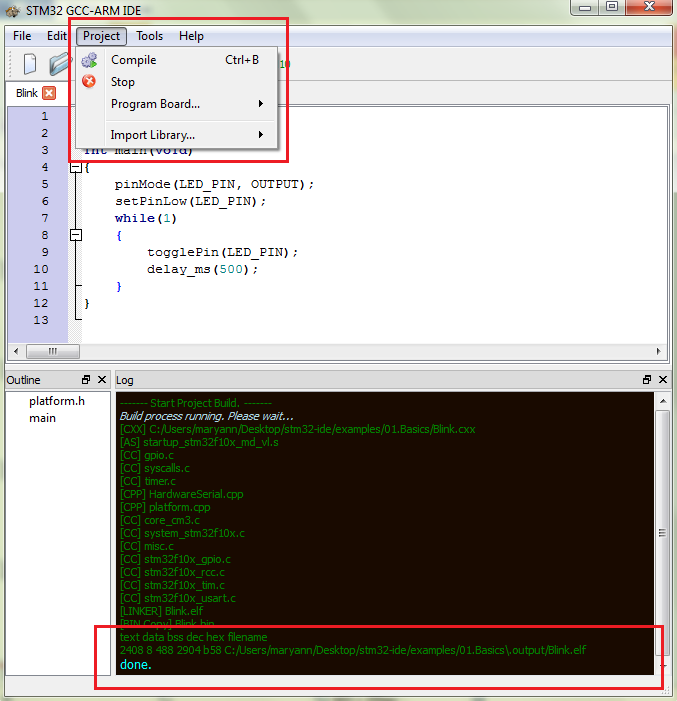 STM32 GCC-ARM IDE
File Edit Project Tools Help
Compile Ctrl+B
Stop
Program Board...
Import Library...
10
Blink
1
2
3 int main(void)
4 {
5 pinMode(LED_PIN, OUTPUT);
6 setPinLow(LED_PIN);
7 while(1)
8 {
9 togglePin(LED_PIN);
10 delay_ms(500);
11 }
12 }
13
Outline
platform.h
main
Log
------- Start Project Build. -------
Build process running. Please wait...
[CXX] C:/Users/maryann/Desktop/stm32-ide/examples/01.Basics/Blink.cxx
[AS] startup_stm32f10x_md_vl.s
[CC] gpio.c
[CC] syscalls.c
[CC] timer.c
[CPP] HardwareSerial.cpp
[CPP] platform.cpp
[CC] core_cm3.c
[CC] system_stm32f10x.c
[CC] misc.c
[CC] stm32f10x_gpio.c
[CC] stm32f10x_rcc.c
[CC] stm32f10x_tim.c
[CC] stm32f10x_usart.c
[LINKER] Blink.elf
[BIN Copy] Blink.bin
text data bss dec hex filename
2408 8 488 2904 b58 C:/Users/maryann/Desktop/stm32-ide/examples/01.Basics\.output/Blink.elf
done.